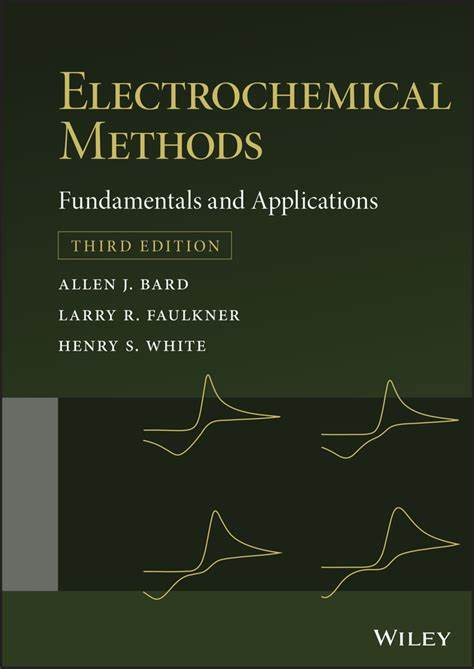 ELECTROCHEMICAL
METHODS
Fundamentals and Applications
THIRD EDITION
ALLEN J. BARD
LARRY R. FAULKNER
HENRY S. WHITE
WILEY